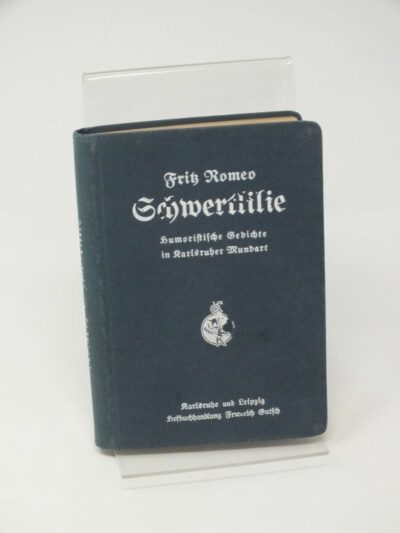 Fritz Romeo
Schwertlilie
Humoristische Gedichte
in Karlsruher Mundart
Karlsruhe und Leipzig
Hofbuchhandlung Friedrich Gutsch